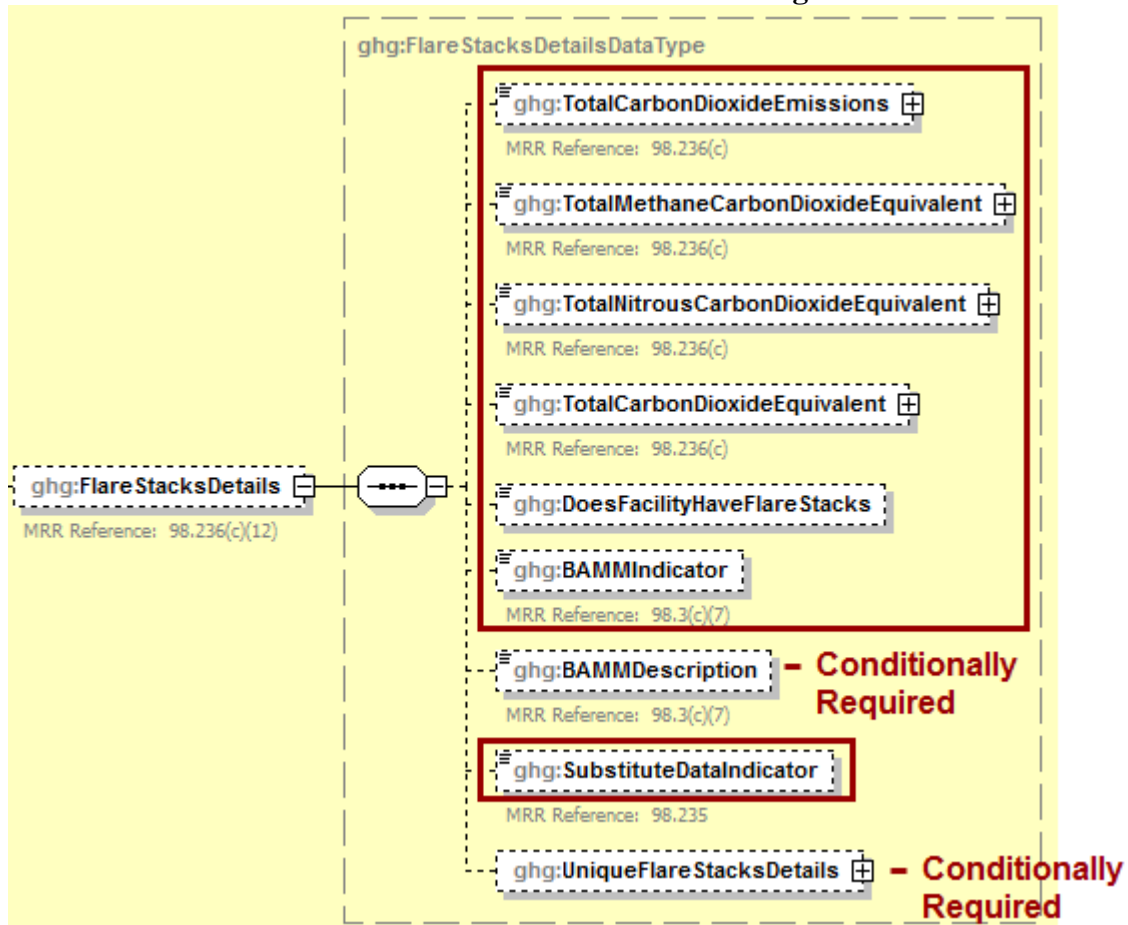 ghg:FlareStacksDetailsDataType
ghg:TotalCarbonDioxideEmissions
MRR Reference: 98.236(c)
ghg:TotalMethaneCarbonDioxideEquivalent
MRR Reference: 98.236(c)
ghg:TotalNitrousCarbonDioxideEquivalent
MRR Reference: 98.236(c)
ghg:TotalCarbonDioxideEquivalent
MRR Reference: 98.236(c)
ghg:FlareStacksDetails
MRR Reference: 98.236(c)(12)
ghg:DoesFacilityHaveFlareStacks
ghg:BAMMIndicator
MRR Reference: 98.3(c)(7)
ghg:BAMMDescription
– Conditionally
Required
MRR Reference: 98.3(c)(7)
ghg:SubstituteDataIndicator
MRR Reference: 98.235
ghg:UniqueFlareStacksDetails
– Conditionally
Required